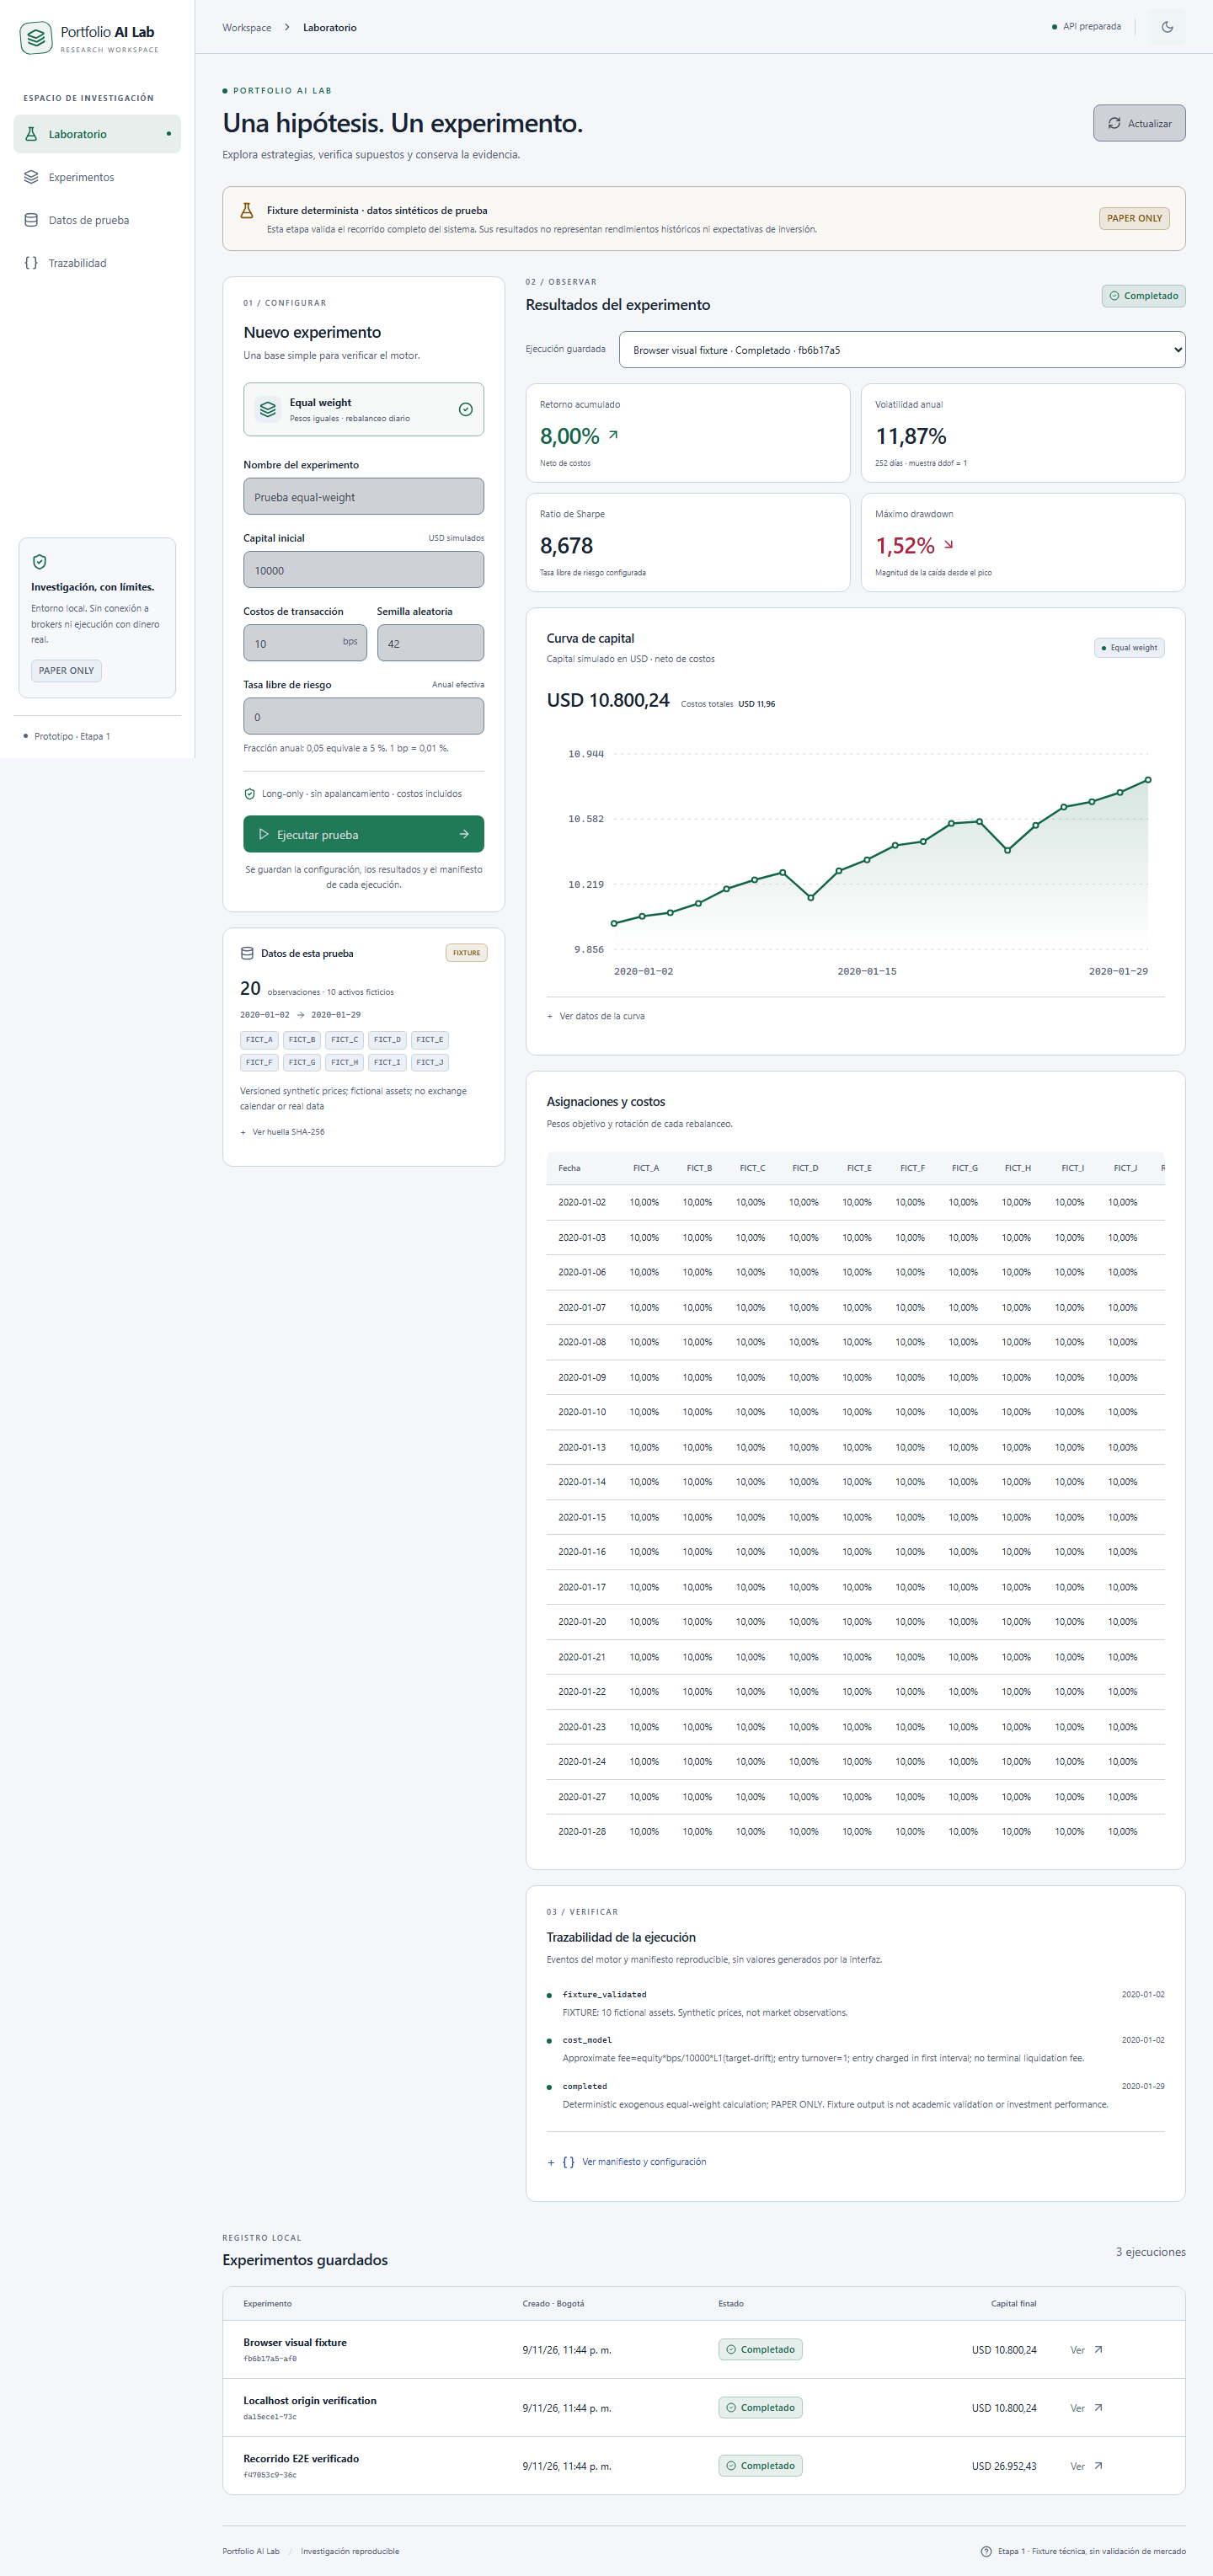 Portfolio AI Lab
RESEARCH WORKSPACE
ESPACIO DE INVESTIGACIÓN
Laboratorio
Experimentos
Datos de prueba
Trazabilidad
Investigación, con límites.
Entorno local. Sin conexión a
brokers ni ejecución con dinero
real.
PAPER ONLY
Prototipo · Etapa 1
Workspace > Laboratorio
API preparada
PORTFOLIO AI LAB
Una hipótesis. Un experimento.
Explora estrategias, verifica supuestos y conserva la evidencia.
Actualizar
Fixture determinista · datos sintéticos de prueba
Esta etapa valida el recorrido completo del sistema. Sus resultados no representan rendimientos históricos ni expectativas de inversión.
PAPER ONLY
01 / CONFIGURAR
Nuevo experimento
Una base simple para verificar el motor.
Equal weight
Pesos iguales · rebalanceo diario
Nombre del experimento
Prueba equal-weight
Capital inicial USD simulados
10000
Costos de transacción Semilla aleatoria
10 bps 42
Tasa libre de riesgo Anual efectiva
0
Fracción anual: 0,05 equivale a 5 %. 1 bp = 0,01 %.
Long-only · sin apalancamiento · costos incluidos
Ejecutar prueba
Se guardan la configuración, los resultados y el manifiesto
de cada ejecución.
Datos de esta prueba FIXTURE
20 observaciones · 10 activos ficticios
2020-01-02 → 2020-01-29
FICT_A FICT_B FICT_C FICT_D FICT_E
FICT_F FICT_G FICT_H FICT_I FICT_J
Versioned synthetic prices; fictional assets; no exchange
calendar or real data
+ Ver huella SHA-256
02 / OBSERVAR
Resultados del experimento
Completado
Ejecución guardada Browser visual fixture · Completado · fb6b17a5
Retorno acumulado
8,00%
Neto de costos
Volatilidad anual
11,87%
252 días · muestra ddof = 1
Ratio de Sharpe
8,678
Tasa libre de riesgo configurada
Máximo drawdown
1,52%
Magnitud de la caída desde el pico
Curva de capital
Capital simulado en USD · neto de costos
Equal weight
USD 10.800,24 Costos totales USD 11,96
10.944
10.582
10.219
9.856
2020-01-02 2020-01-15 2020-01-29
+ Ver datos de la curva
Asignaciones y costos
Pesos objetivo y rotación de cada rebalanceo.
Fecha FICT_A FICT_B FICT_C FICT_D FICT_E FICT_F FICT_G FICT_H FICT_I FICT_J
2020-01-02 10,00% 10,00% 10,00% 10,00% 10,00% 10,00% 10,00% 10,00% 10,00% 10,00%
2020-01-03 10,00% 10,00% 10,00% 10,00% 10,00% 10,00% 10,00% 10,00% 10,00% 10,00%
2020-01-06 10,00% 10,00% 10,00% 10,00% 10,00% 10,00% 10,00% 10,00% 10,00% 10,00%
2020-01-07 10,00% 10,00% 10,00% 10,00% 10,00% 10,00% 10,00% 10,00% 10,00% 10,00%
2020-01-08 10,00% 10,00% 10,00% 10,00% 10,00% 10,00% 10,00% 10,00% 10,00% 10,00%
2020-01-09 10,00% 10,00% 10,00% 10,00% 10,00% 10,00% 10,00% 10,00% 10,00% 10,00%
2020-01-10 10,00% 10,00% 10,00% 10,00% 10,00% 10,00% 10,00% 10,00% 10,00% 10,00%
2020-01-13 10,00% 10,00% 10,00% 10,00% 10,00% 10,00% 10,00% 10,00% 10,00% 10,00%
2020-01-14 10,00% 10,00% 10,00% 10,00% 10,00% 10,00% 10,00% 10,00% 10,00% 10,00%
2020-01-15 10,00% 10,00% 10,00% 10,00% 10,00% 10,00% 10,00% 10,00% 10,00% 10,00%
2020-01-16 10,00% 10,00% 10,00% 10,00% 10,00% 10,00% 10,00% 10,00% 10,00% 10,00%
2020-01-17 10,00% 10,00% 10,00% 10,00% 10,00% 10,00% 10,00% 10,00% 10,00% 10,00%
2020-01-20 10,00% 10,00% 10,00% 10,00% 10,00% 10,00% 10,00% 10,00% 10,00% 10,00%
2020-01-21 10,00% 10,00% 10,00% 10,00% 10,00% 10,00% 10,00% 10,00% 10,00% 10,00%
2020-01-22 10,00% 10,00% 10,00% 10,00% 10,00% 10,00% 10,00% 10,00% 10,00% 10,00%
2020-01-23 10,00% 10,00% 10,00% 10,00% 10,00% 10,00% 10,00% 10,00% 10,00% 10,00%
2020-01-24 10,00% 10,00% 10,00% 10,00% 10,00% 10,00% 10,00% 10,00% 10,00% 10,00%
2020-01-27 10,00% 10,00% 10,00% 10,00% 10,00% 10,00% 10,00% 10,00% 10,00% 10,00%
2020-01-28 10,00% 10,00% 10,00% 10,00% 10,00% 10,00% 10,00% 10,00% 10,00% 10,00%
03 / VERIFICAR
Trazabilidad de la ejecución
Eventos del motor y manifiesto reproducible, sin valores generados por la interfaz.
fixture_validated 2020-01-02
FIXTURE: 10 fictional assets. Synthetic prices, not market observations.
cost_model 2020-01-02
Approximate fee=equity*bps/10000*L1(target-drift); entry turnover=1; entry charged in first interval; no terminal liquidation fee.
completed 2020-01-29
Deterministic exogenous equal-weight calculation; PAPER ONLY. Fixture output is not academic validation or investment performance.
+ {} Ver manifiesto y configuración
REGISTRO LOCAL
Experimentos guardados
3 ejecuciones
Experimento Creado · Bogotá Estado Capital final
Browser visual fixture
fb6b17a5-af0
9/11/26, 11:44 p. m. Completado USD 10.800,24 Ver
Localhost origin verification
da15ece1-73c
9/11/26, 11:44 p. m. Completado USD 10.800,24 Ver
Recorrido E2E verificado
f47053c9-36c
9/11/26, 11:44 p. m. Completado USD 26.952,43 Ver
Portfolio AI Lab / Investigación reproducible
Etapa 1 · Fixture técnica, sin validación de mercado